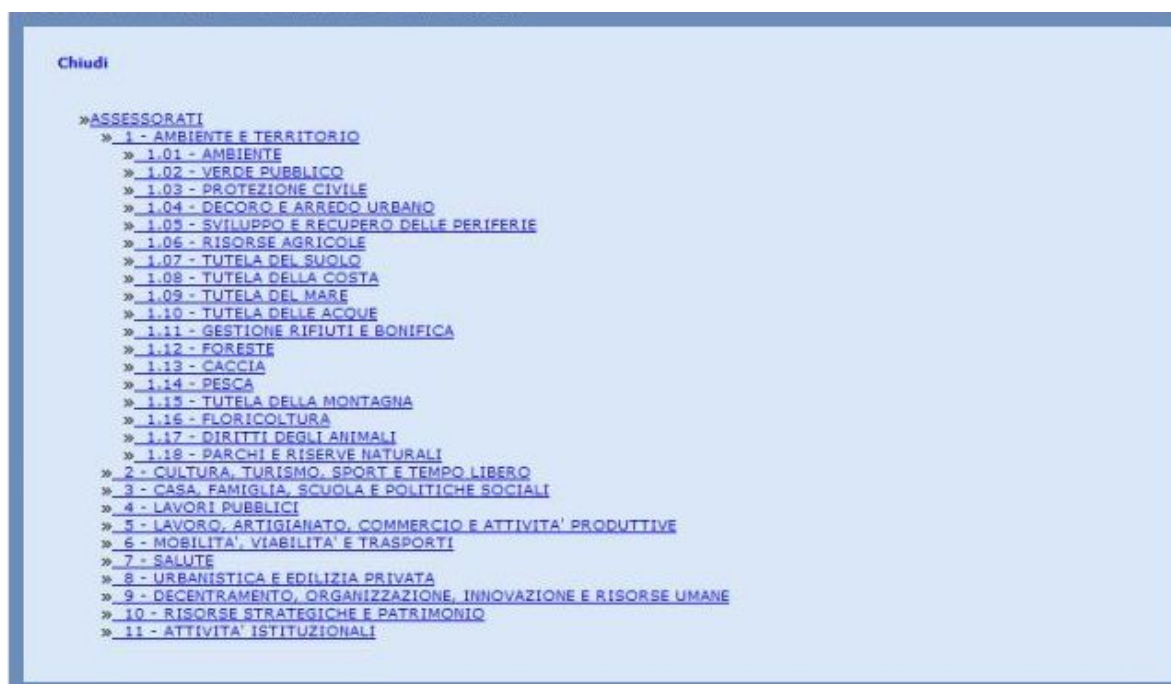 Chiudi
»ASSESSORATI
» 1 - AMBIENTE E TERRITORIO
» 1.01 - AMBIENTE
» 1.02 - VERDE PUBBLICO
» 1.03 - PROTEZIONE CIVILE
» 1.04 - DECORO E ARREDO URBANO
» 1.05 - SVILUPPO E RECUPERO DELLE PERIFERIE
» 1.06 - RISORSE AGRICOLE
» 1.07 - TUTELA DEL SUOLO
» 1.08 - TUTELA DELLA COSTA
» 1.09 - TUTELA DEL MARE
» 1.10 - TUTELA DELLE ACQUE
» 1.11 - GESTIONE RIFIUTI E BONIFICA
» 1.12 - FORESTE
» 1.13 - CACCIA
» 1.14 - PESCA
» 1.15 - TUTELA DELLA MONTAGNA
» 1.16 - FLORICOLTURA
» 1.17 - DIRITTI DEGLI ANIMALI
» 1.18 - PARCHI E RISERVE NATURALI
» 2 - CULTURA, TURISMO, SPORT E TEMPO LIBERO
» 3 - CASA, FAMIGLIA, SCUOLA E POLITICHE SOCIALI
» 4 - LAVORI PUBBLICI
» 5 - LAVORO, ARTIGIANATO, COMMERCIO E ATTIVITA' PRODUTTIVE
» 6 - MOBILITA', VIABILITA' E TRASPORTI
» 7 - SALUTE
» 8 - URBANISTICA E EDILIZIA PRIVATA
» 9 - DECENTRAMENTO, ORGANIZZAZIONE, INNOVAZIONE E RISORSE UMANE
» 10 - RISORSE STRATEGICHE E PATRIMONIO
» 11 - ATTIVITA' ISTITUZIONALI